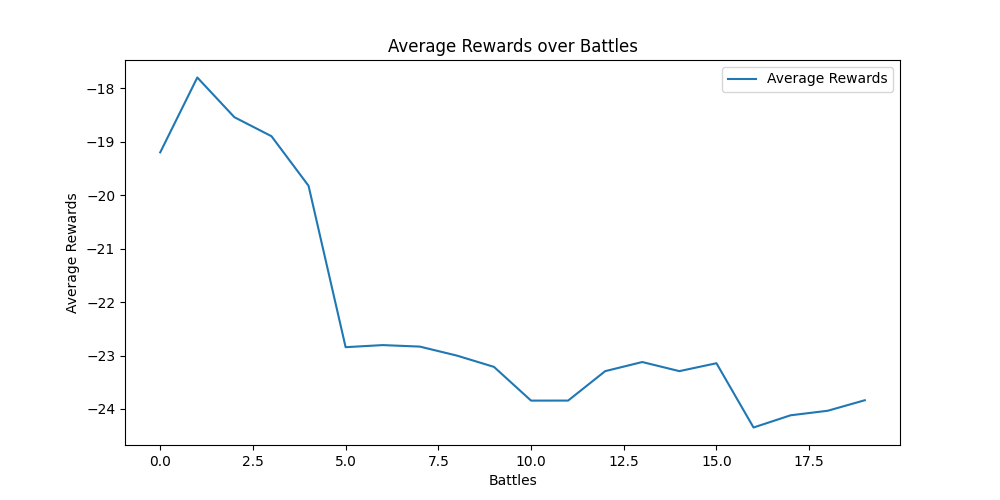 Average Rewards over Battles
Average Rewards
−18
−19
−20
−21
−22
−23
−24
Average Rewards
0.0 2.5 5.0 7.5 10.0 12.5 15.0 17.5
Battles